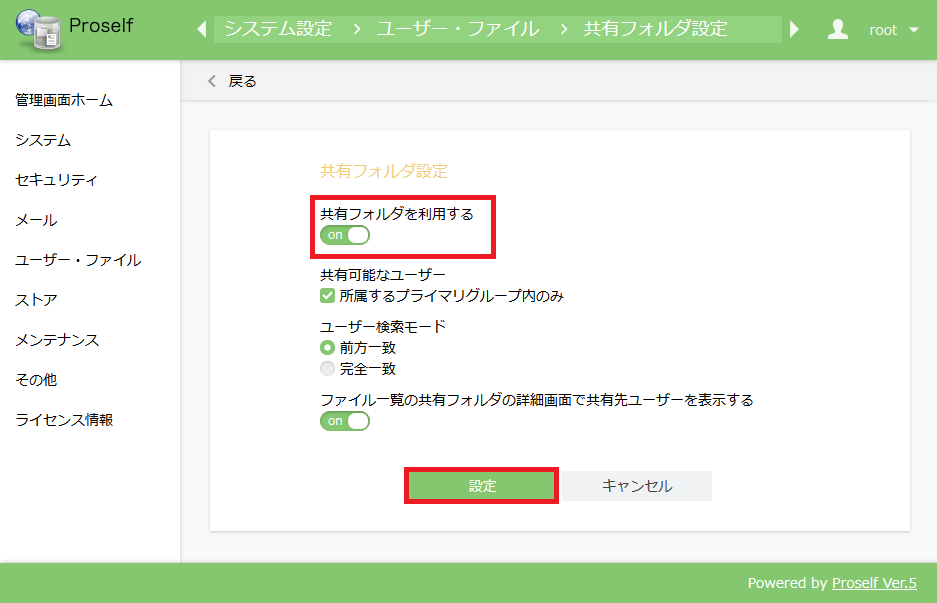 Proself
システム設定 › ユーザー・ファイル › 共有フォルダ設定
root
戻る
管理画面ホーム
システム
セキュリティ
メール
ユーザー・ファイル
ストア
メンテナンス
その他
ライセンス情報
共有フォルダ設定
共有フォルダを利用する
on
共有可能なユーザー
所属するプライマリグループ内のみ
ユーザー検索モード
前方一致
完全一致
ファイル一覧の共有フォルダの詳細画面で共有先ユーザーを表示する
on
設定
キャンセル
Powered by Proself Ver.5